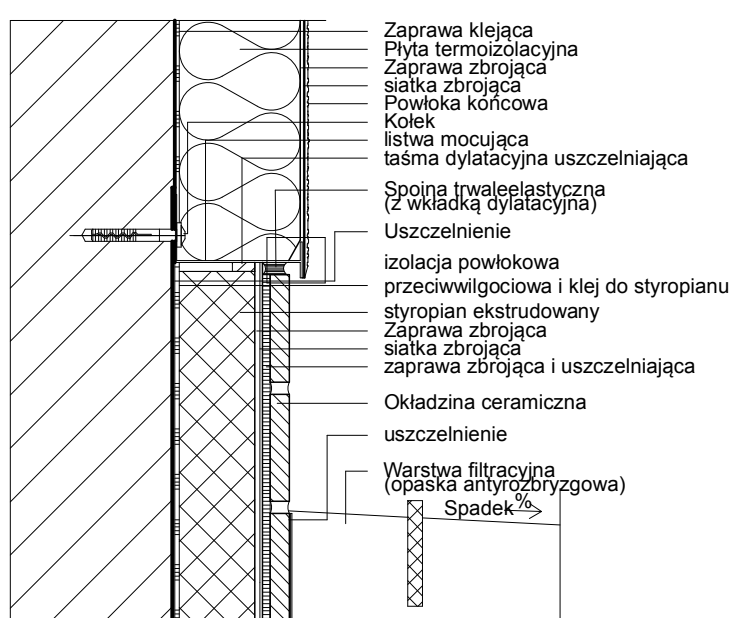 Zaprawa klejąca
Płyta termoizolacyjna
Zaprawa zbrojąca
siatka zbrojąca
Powłoka końcowa
Kołek
listwa mocująca
taśma dylatacyjna uszczelniająca
Spoina trwaleelastyczna
(z wkładką dylatacyjna)
Uszczelnienie
izolacja powłokowa
przeciwwilgociowa i klej do styropianu
styropian ekstrudowany
Zaprawa zbrojąca
siatka zbrojąca
zaprawa zbrojąca i uszczelniająca
Okładzina ceramiczna
uszczelnienie
Warstwa filtracyjna
(opaska antyrozbryzgowa)
Spadek%